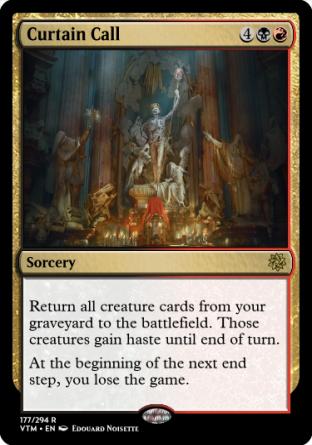 Curtain Call 4
Sorcery
Return all creature cards from your
graveyard to the battlefield. Those
creatures gain haste until end of turn.
At the beginning of the next end
step, you lose the game.
177/294 R
VTM • EN Edouard Noisette